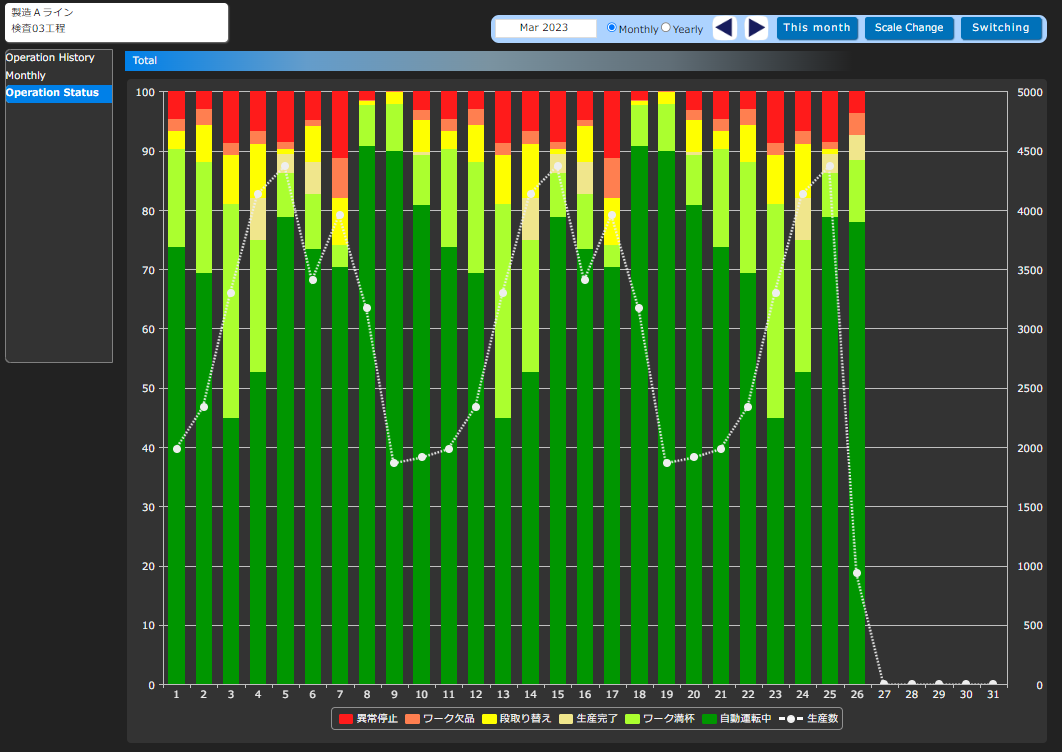 製造Ａライン
検査03工程
Mar 2023 Monthly Yearly This month Scale Change Switching
Operation History
Monthly
Operation Status
Total
100 5000
90 4500
80 4000
70 3500
60 3000
50 2500
40 2000
30 1500
20 1000
10 500
0 0
1 2 3 4 5 6 7 8 9 10 11 12 13 14 15 16 17 18 19 20 21 22 23 24 25 26 27 28 29 30 31
異常停止 ワーク欠品 段取り替え 生産完了 ワーク満杯 自動運転中 生産数